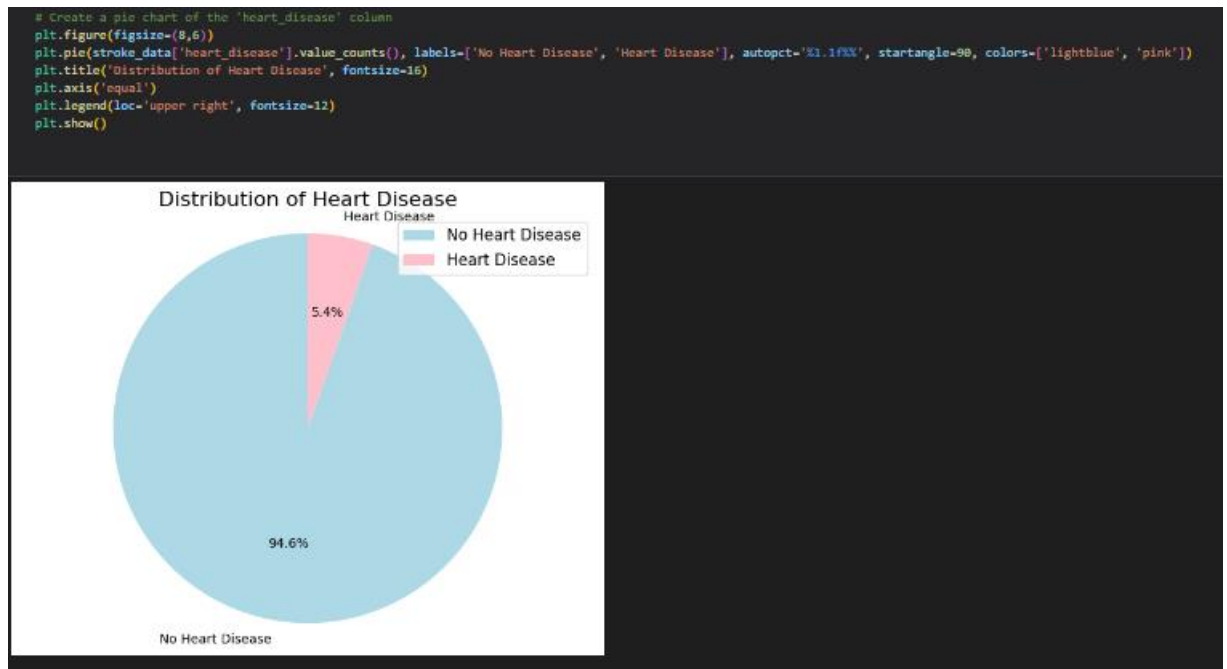 # Create a pie chart of the 'heart_disease' column
plt.figure(figsize=(8,6))
plt.pie(stroke_data['heart_disease'].value_counts(), labels=['No Heart Disease', 'Heart Disease'], autopct='%1.1f%%', startangle=90, colors=['lightblue', 'pink'])
plt.title('Distribution of Heart Disease', fontsize=16)
plt.axis('equal')
plt.legend(loc='upper right', fontsize=12)
plt.show()
Distribution of Heart Disease
Heart Disease
No Heart Disease
Heart Disease
5.4%
94.6%
No Heart Disease